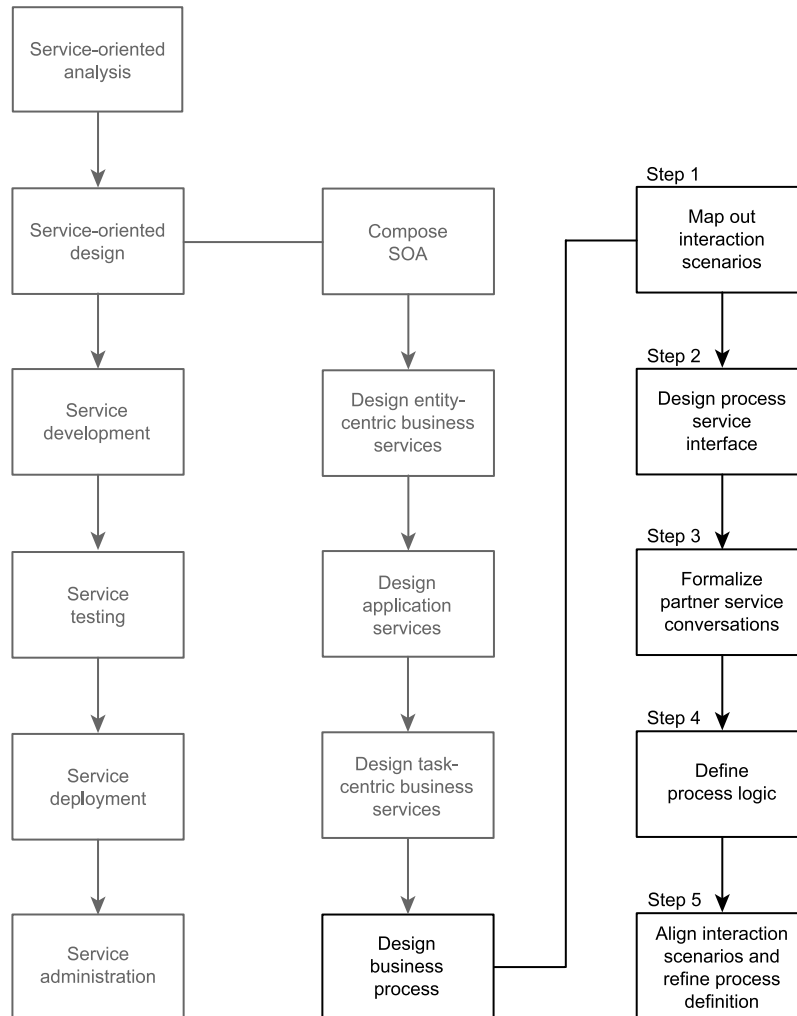 Service-oriented
analysis
Service-oriented
design
Service
development
Service
testing
Service
deployment
Service
administration
Compose
SOA
Design entity-
centric business
services
Design
application
services
Design task-
centric business
services
Design
business
process
Step 1
Map out
interaction
scenarios
Step 2
Design process
service
interface
Step 3
Formalize
partner service
conversations
Step 4
Define
process logic
Step 5
Align interaction
scenarios and
refine process
definition